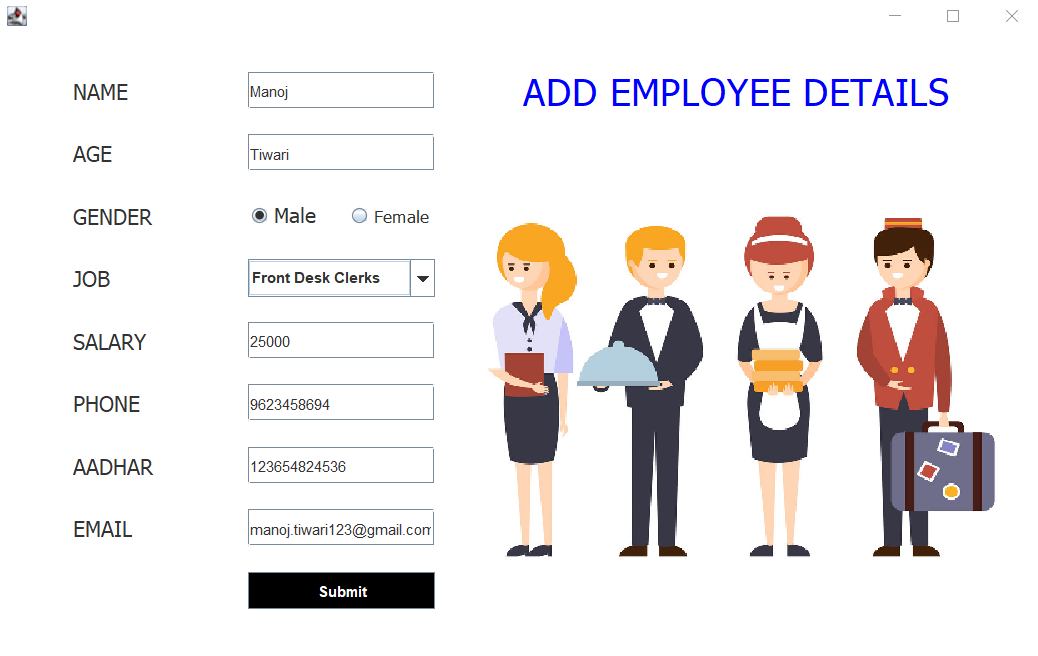 ADD EMPLOYEE DETAILS
NAME Manoj
AGE Tiwari
GENDER Male Female
JOB Front Desk Clerks
SALARY 25000
PHONE 9623458694
AADHAR 123654824536
EMAIL manoj.tiwari123@gmail.com
Submit